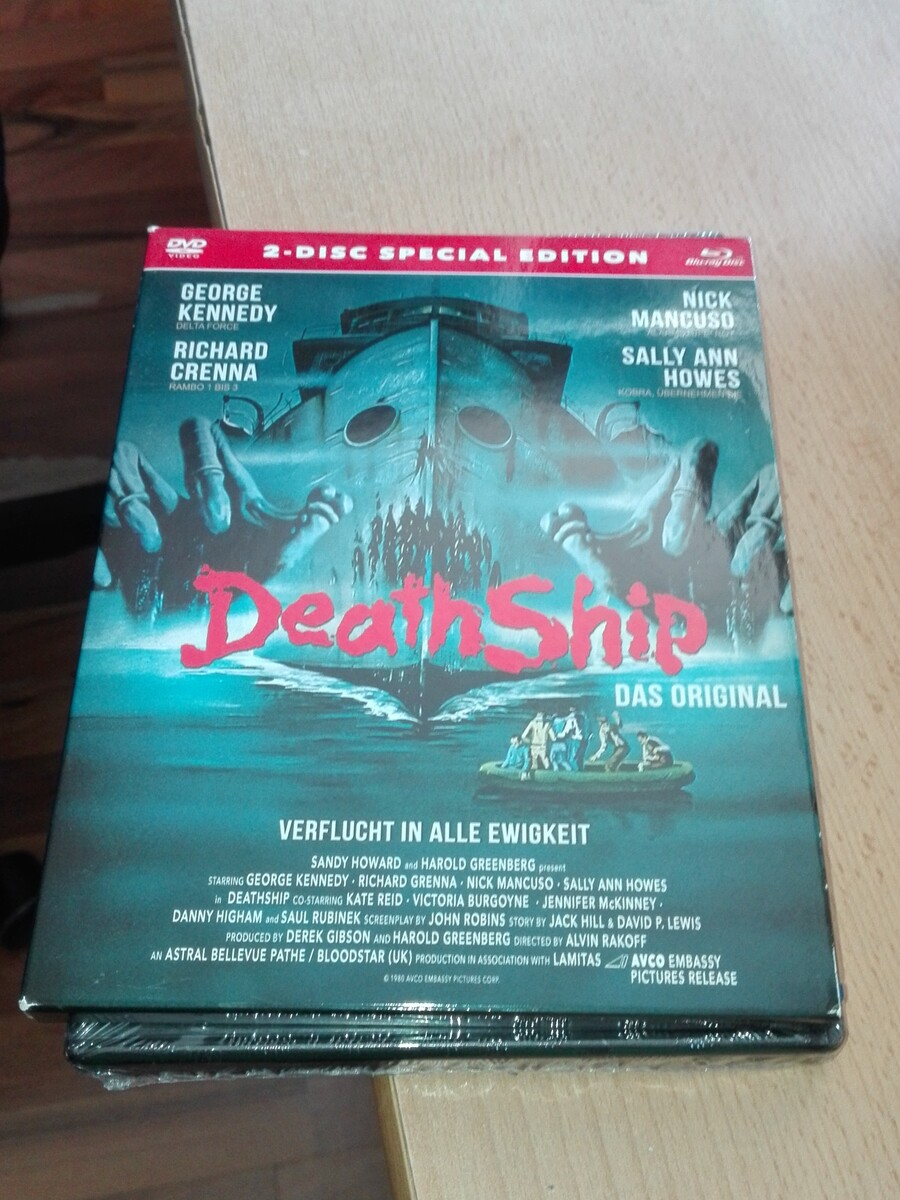 DVD VIDEO
2-DISC SPECIAL EDITION
Blu-ray Disc
GEORGE
KENNEDY
DELTA FORCE
RICHARD
CRENNA
RAMBO 1 BIS 3
NICK
MANCUSO
SALLY ANN
HOWES
KOBRA, ÜBERNEHMEN SIE
DeathShip
DAS ORIGINAL
VERFLUCHT IN ALLE EWIGKEIT
SANDY HOWARD and HAROLD GREENBERG present
STARRING GEORGE KENNEDY · RICHARD GRENNA · NICK MANCUSO · SALLY ANN HOWES
in DEATHSHIP CO-STARRING KATE REID · VICTORIA BURGOYNE · JENNIFER McKINNEY ·
DANNY HIGHAM and SAUL RUBINEK SCREENPLAY BY JOHN ROBINS STORY BY JACK HILL & DAVID P. LEWIS
PRODUCED BY DEREK GIBSON AND HAROLD GREENBERG DIRECTED BY ALVIN RAKOFF
AN ASTRAL BELLEVUE PATHE / BLOODSTAR (UK) PRODUCTION IN ASSOCIATION WITH LAMITAS
AVCO EMBASSY
PICTURES RELEASE
© 1980 AVCO EMBASSY PICTURES CORP.